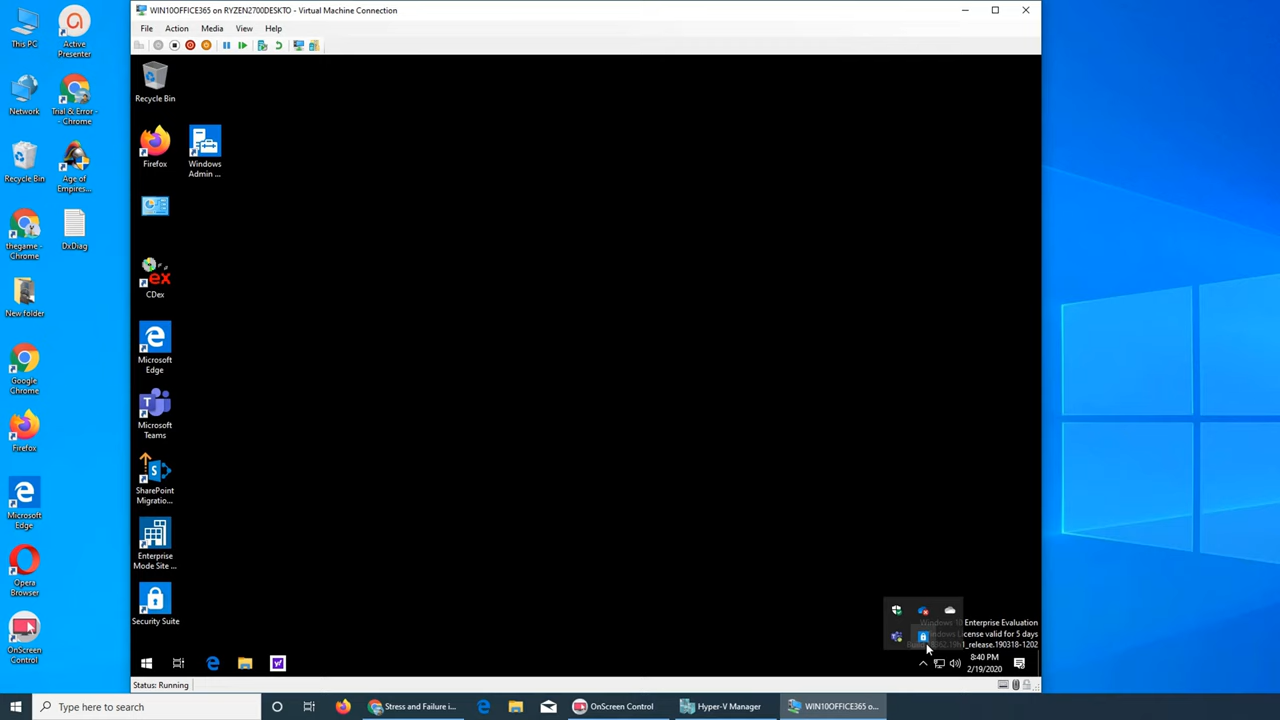 WIN10OFFICE365 on RYZEN2700DESKTO - Virtual Machine Connection
File Action Media View Help
This PC
Active
Presenter
Network
Trial & Error -
- Chrome
Recycle Bin
Age of
Empires...
thegame -
Chrome
DxDiag
New folder
Google
Chrome
Firefox
Microsoft
Edge
Opera
Browser
OnScreen
Control
Recycle Bin
Firefox
Windows
Admin ...
CDex
Microsoft
Edge
Microsoft
Teams
SharePoint
Migratio...
Enterprise
Mode Site ...
Security Suite
Windows 10 Enterprise Evaluation
Windows License valid for 5 days
_release.190318-1202
8:40 PM
2/19/2020
Status: Running
Type here to search
Stress and Failure i...
OnScreen Control
Hyper-V Manager
WIN10OFFICE365 o...